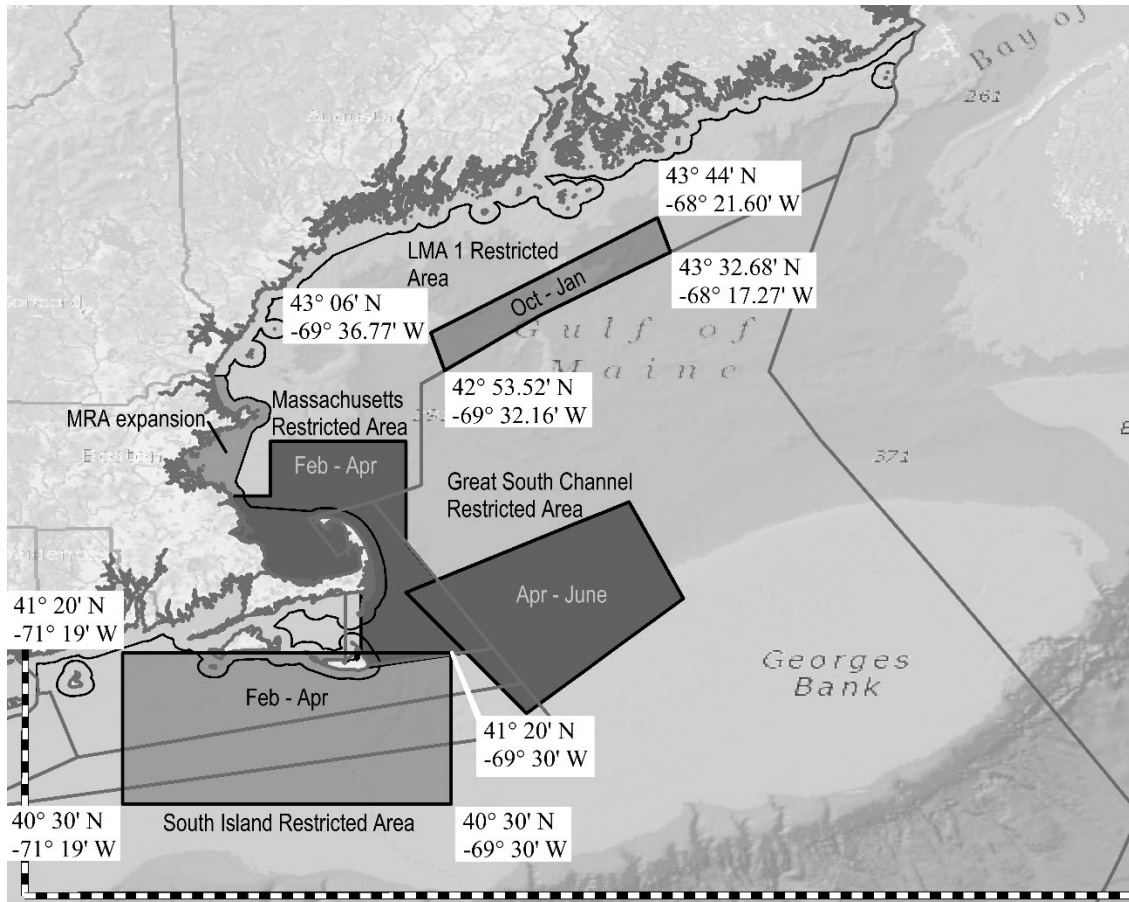 Bay of
261
Augusta
43° 44' N
-68° 21.60' W
LMA 1 Restricted
Area
43° 32.68' N
-68° 17.27' W
Oct - Jan
43° 06' N
-69° 36.77' W
Concord
Gulf of
Maine
42° 53.52' N
-69° 32.16' W
Massachusetts
Restricted Area
MRA expansion
Boston
Feb - Apr
371
Great South Channel
Restricted Area
Apr - June
41° 20' N
-71° 19' W
Georges
Bank
Feb - Apr
41° 20' N
-69° 30' W
40° 30' N
-71° 19' W
South Island Restricted Area
40° 30' N
-69° 30' W